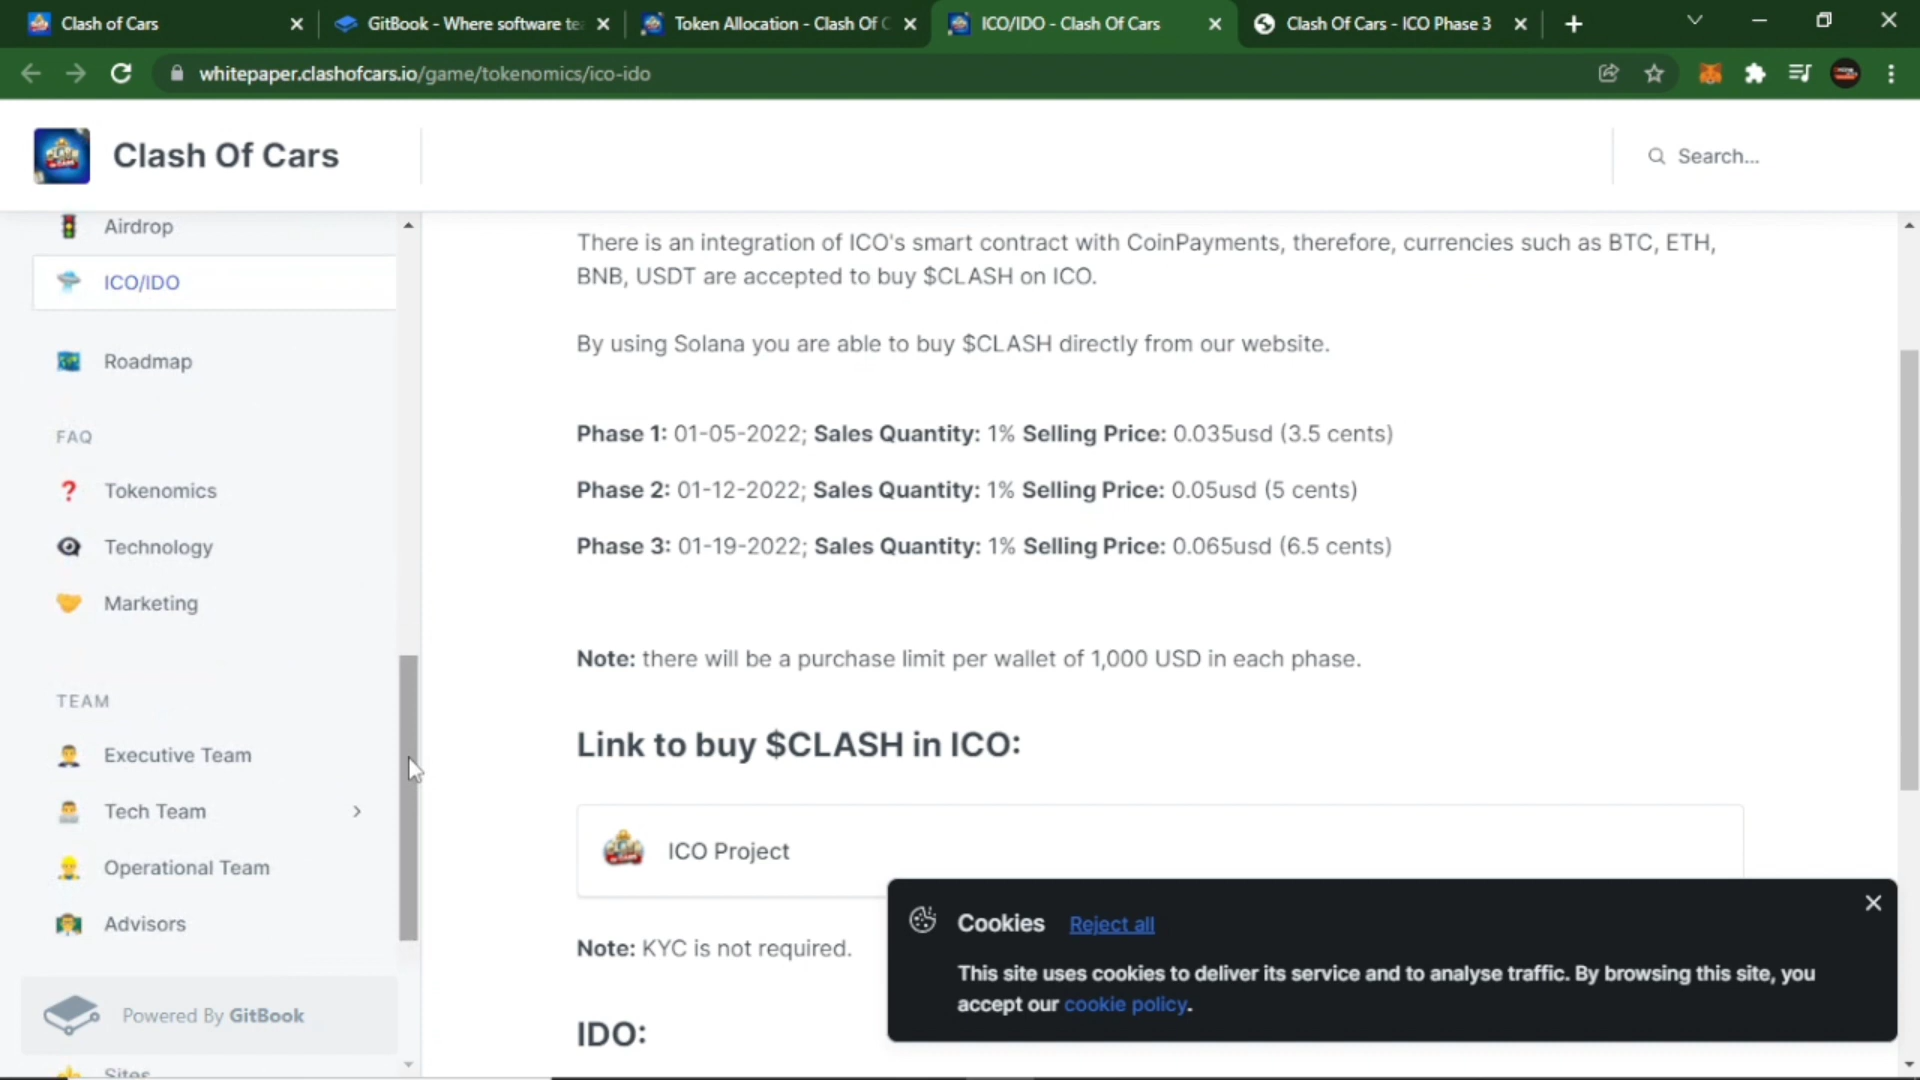 Clash of Cars
GitBook - Where software te
Token Allocation - Clash Of C
ICO/IDO - Clash Of Cars
Clash Of Cars - ICO Phase 3
whitepaper.clashofcars.io/game/tokenomics/ico-ido
Clash Of Cars
Search...
Airdrop
ICO/IDO
Roadmap
FAQ
Tokenomics
Technology
Marketing
TEAM
Executive Team
Tech Team
Operational Team
Advisors
Powered By GitBook
Sites
There is an integration of ICO's smart contract with CoinPayments, therefore, currencies such as BTC, ETH,
BNB, USDT are accepted to buy $CLASH on ICO.
By using Solana you are able to buy $CLASH directly from our website.
Phase 1: 01-05-2022; Sales Quantity: 1% Selling Price: 0.035usd (3.5 cents)
Phase 2: 01-12-2022; Sales Quantity: 1% Selling Price: 0.05usd (5 cents)
Phase 3: 01-19-2022; Sales Quantity: 1% Selling Price: 0.065usd (6.5 cents)
Note: there will be a purchase limit per wallet of 1,000 USD in each phase.
Link to buy $CLASH in ICO:
ICO Project
Note: KYC is not required.
IDO:
Cookies Reject all
This site uses cookies to deliver its service and to analyse traffic. By browsing this site, you
accept our cookie policy.